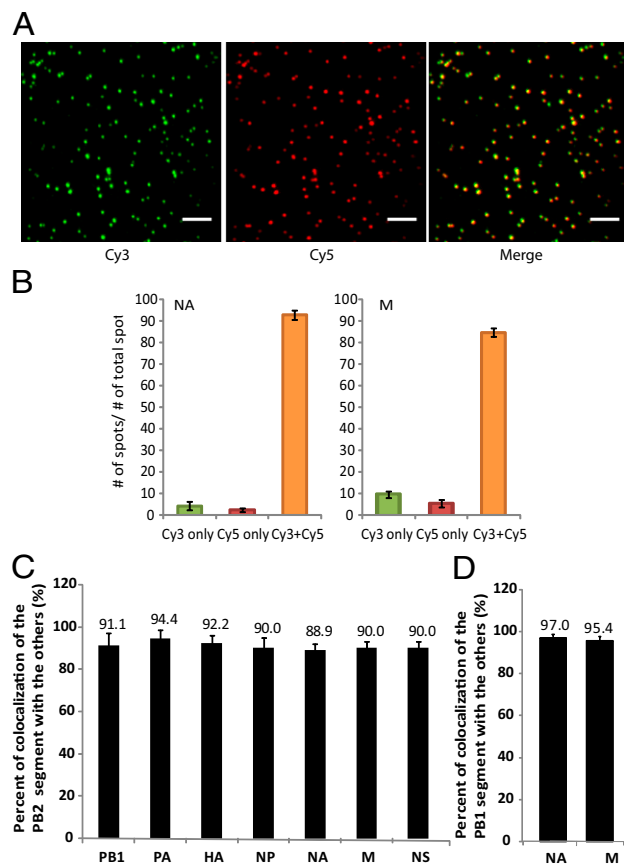 A
Cy3 Cy5 Merge
B
# of spots/ # of total spot
100
90
80
70
60
50
40
30
20
10
0
NA
Cy3 only Cy5 only Cy3+Cy5
100
90
80
70
60
50
40
30
20
10
0
M
Cy3 only Cy5 only Cy3+Cy5
C
Percent of colocalization of the
PB2 segment with the others (%)
120
100
80
60
40
20
0
91.1 94.4 92.2 90.0 88.9 90.0 90.0
PB1 PA HA NP NA M NS
D
Percent of colocalization of the
PB1 segment with the others (%)
120
100
80
60
40
20
0
97.0 95.4
NA M